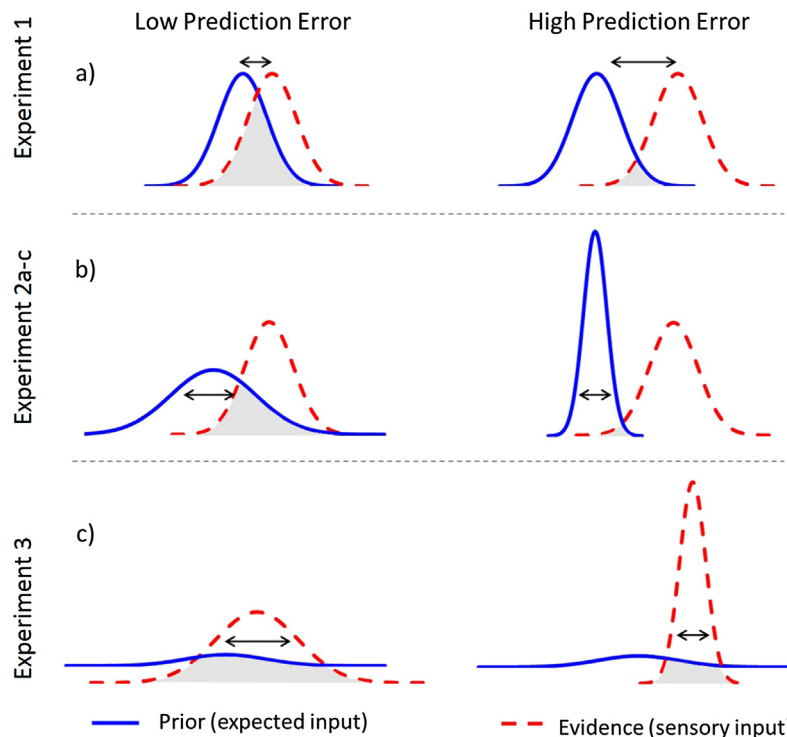 Low Prediction Error
High Prediction Error
Experiment 1
a)
Experiment 2a-c
b)
Experiment 3
c)
Prior (expected input)
Evidence (sensory input)